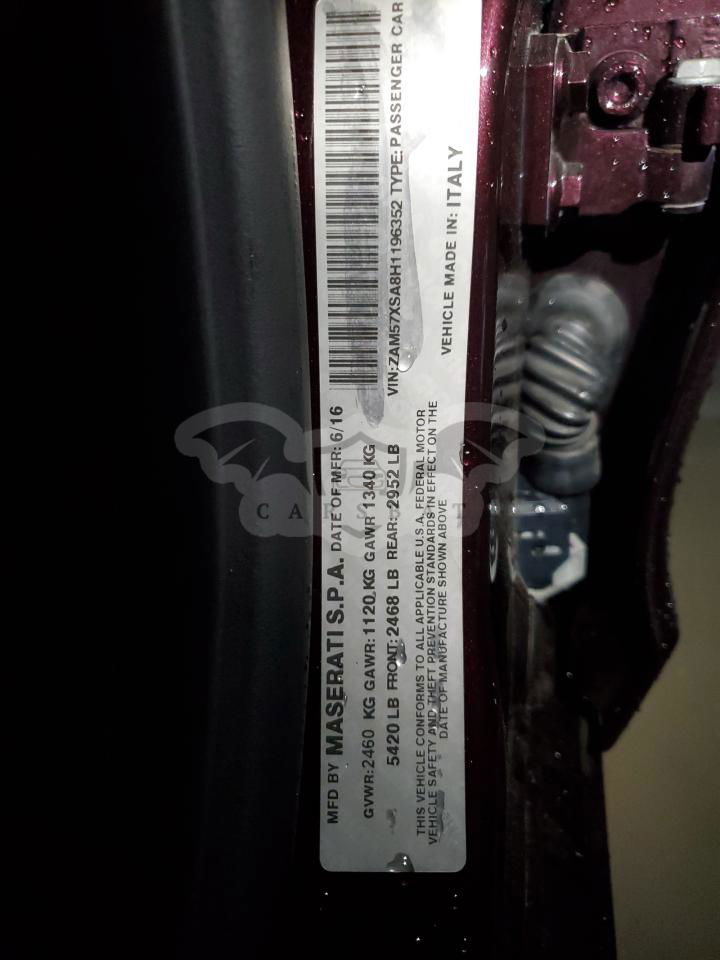 MFD BY MASERATI S.P.A. DATE OF MFR: 6/16
GVWR:2460 KG GAWR:1120 KG GAWR 1340 KG
5420 LB FRONT:2468 LB REAR: 2952 LB
VIN:ZAM57XSA8H1196352 TYPE:PASSENGER CAR
THIS VEHICLE CONFORMS TO ALL APPLICABLE U.S.A. FEDERAL MOTOR
VEHICLE SAFETY AND THEFT PREVENTION STANDARDS IN EFFECT ON THE
DATE OF MANUFACTURE SHOWN ABOVE
VEHICLE MADE IN: ITALY